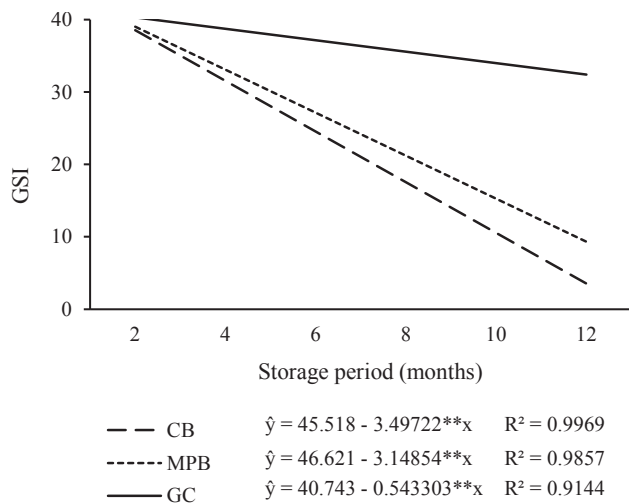 40
30
GSI
20
10
0
2 4 6 8 10 12
Storage period (months)
CB ŷ = 45.518 - 3.49722**x R² = 0.9969
MPB ŷ = 46.621 - 3.14854**x R² = 0.9857
GC ŷ = 40.743 - 0.543303**x R² = 0.9144